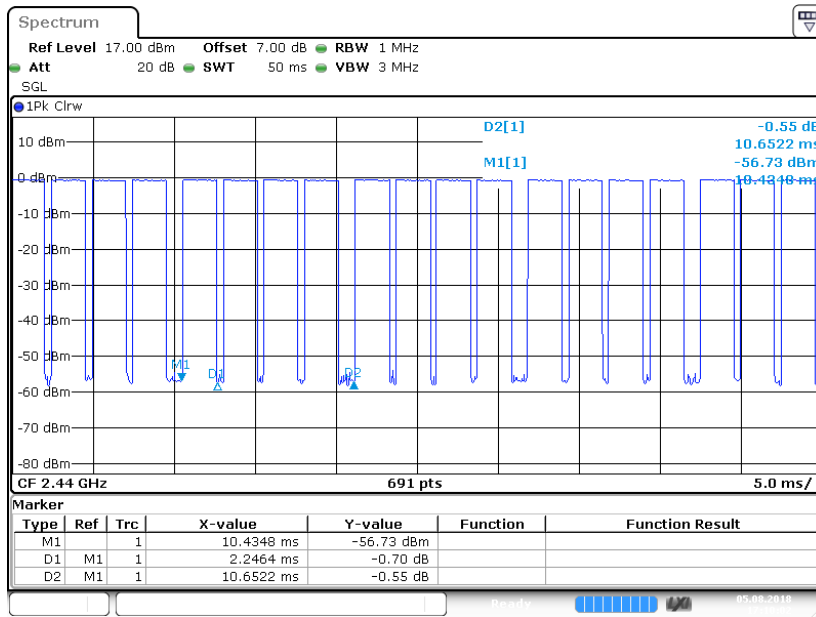 Spectrum
Ref Level 17.00 dBm Offset 7.00 dB RBW 1 MHz
Att 20 dB SWT 50 ms VBW 3 MHz
SGL
1Pk Clrw
D2[1] -0.55 dB
10.6522 ms
M1[1] -56.73 dBm
10.4348 ms
10 dBm
0 dBm
-10 dBm
-20 dBm
-30 dBm
-40 dBm
-50 dBm
-60 dBm
-70 dBm
-80 dBm
M1
D1
D2
CF 2.44 GHz 691 pts 5.0 ms/
Marker
Type Ref Trc X-value Y-value Function Function Result
M1 1 10.4348 ms -56.73 dBm
D1 M1 1 2.2464 ms -0.70 dB
D2 M1 1 10.6522 ms -0.55 dB
Ready
05.08.2018